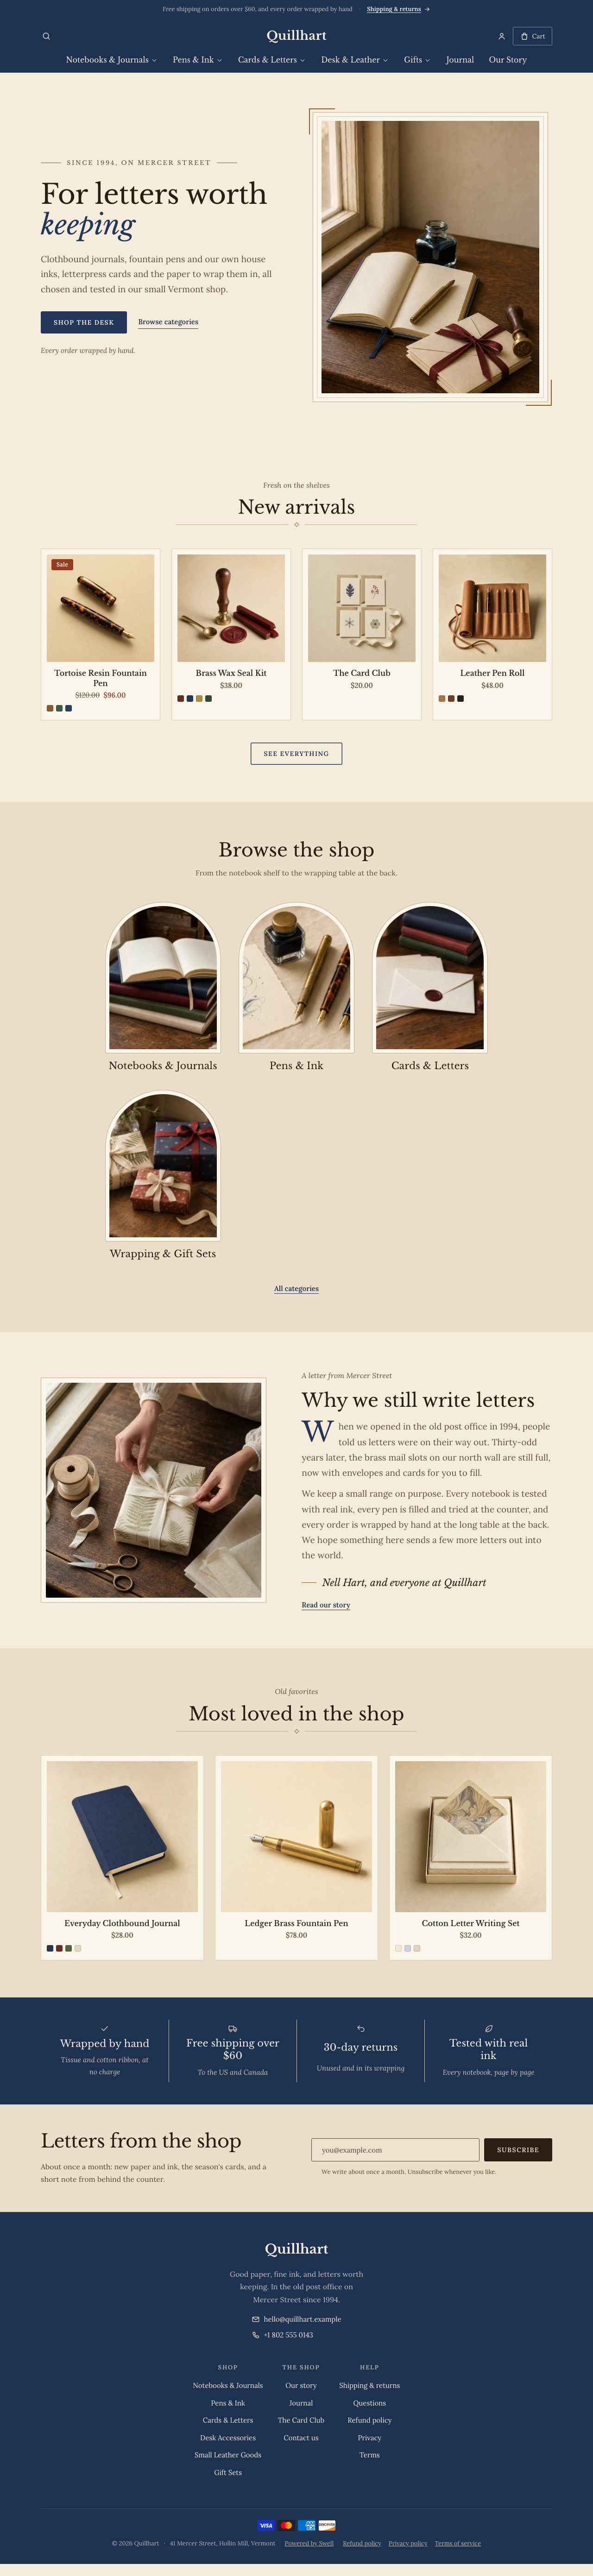 Free shipping on orders over $60, and every order wrapped by hand · Shipping & returns →
Quillhart
Cart
Notebooks & Journals
Pens & Ink
Cards & Letters
Desk & Leather
Gifts
Journal
Our Story
SINCE 1994, ON MERCER STREET
For letters worth
keeping
Clothbound journals, fountain pens and our own house
inks, letterpress cards and the paper to wrap them in, all
chosen and tested in our small Vermont shop.
SHOP THE DESK
Browse categories
Every order wrapped by hand.
Fresh on the shelves
New arrivals
Sale
Tortoise Resin Fountain
Pen
$120.00 $96.00
Brass Wax Seal Kit
$38.00
The Card Club
$20.00
Leather Pen Roll
$48.00
SEE EVERYTHING
Browse the shop
From the notebook shelf to the wrapping table at the back.
Notebooks & Journals
Pens & Ink
Cards & Letters
Wrapping & Gift Sets
All categories
A letter from Mercer Street
Why we still write letters
When we opened in the old post office in 1994, people
told us letters were on their way out. Thirty-odd
years later, the brass mail slots on our north wall are still full,
now with envelopes and cards for you to fill.
We keep a small range on purpose. Every notebook is tested
with real ink, every pen is filled and tried at the counter, and
every order is wrapped by hand at the long table at the back.
We hope something here sends a few more letters out into
the world.
Nell Hart, and everyone at Quillhart
Read our story
Old favorites
Most loved in the shop
Everyday Clothbound Journal
$28.00
Ledger Brass Fountain Pen
$78.00
Cotton Letter Writing Set
$32.00
Wrapped by hand
Tissue and cotton ribbon, at
no charge
Free shipping over
$60
To the US and Canada
30-day returns
Unused and in its wrapping
Tested with real
ink
Every notebook, page by page
Letters from the shop
About once a month: new paper and ink, the season's cards, and a
short note from behind the counter.
you@example.com
SUBSCRIBE
We write about once a month. Unsubscribe whenever you like.
Quillhart
Good paper, fine ink, and letters worth
keeping. In the old post office on
Mercer Street since 1994.
hello@quillhart.example
+1 802 555 0143
SHOP
Notebooks & Journals
Pens & Ink
Cards & Letters
Desk Accessories
Small Leather Goods
Gift Sets
THE SHOP
Our story
Journal
The Card Club
Contact us
HELP
Shipping & returns
Questions
Refund policy
Privacy
Terms
VISA
DISCOVER
© 2026 Quillhart · 41 Mercer Street, Hollin Mill, Vermont
Powered by Swell
Refund policy
Privacy policy
Terms of service